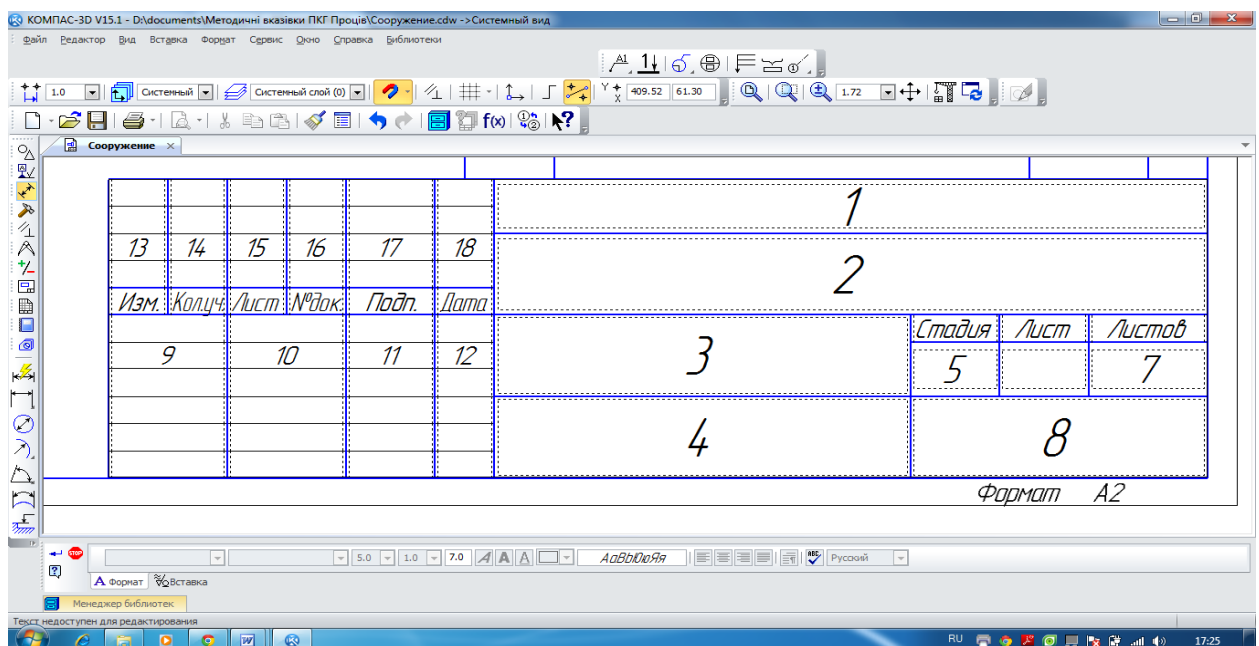 КОМПАС-3D V15.1 - D:\documents\Методичні вказівки ПКГ Проців\Сооружение.cdw ->Системный вид
Файл Редактор Вид Вставка Формат Сервис Окно Справка Библиотеки
1.0 Системный Системный слой (0) 409.52 61.30 1.72
f(x)
Сооружение
1
13 14 15 16 17 18
2
Изм. Кол.уч. Лист №док. Подп. Дата
Стадия Лист Листов
9 10 11 12
3
5 7
4 8
Формат А2
5.0 1.0 7.0 АаВbЮюЯя Русский
Формат Вставка
Менеджер библиотек
Текст недоступен для редактирования
RU 17:25